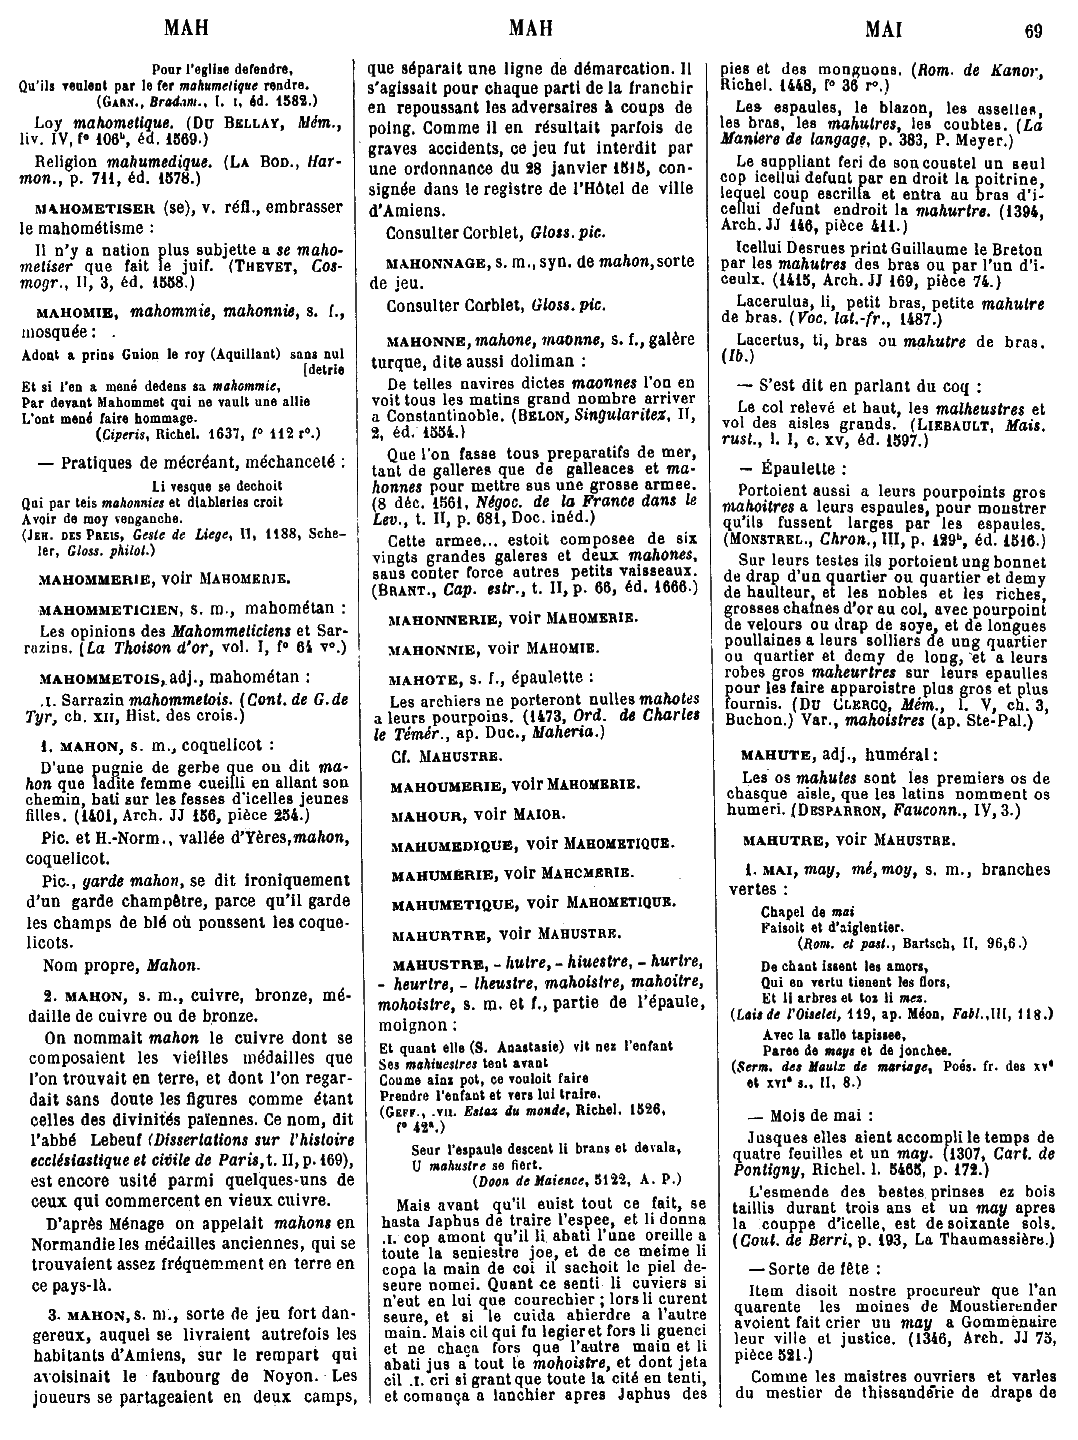 MAH
MAH
MAI
69
Pour l'eglise defendre,
Qu'ils veulent par le fer mahumetique rendre.
(GARN., Bradam., I. I, éd. 1582.)
Loy mahometique. (DU BELLAY, Mém.,
liv. IV, f° 106ᵇ, éd. 1569.)
Religion mahumedique. (LA BOD., Har-
mon., p. 711, éd. 1578.)
MAHOMETISER (se), v. réfl., embrasser
le mahométisme :
Il n'y a nation plus subjette a se maho-
metiser que fait le juif. (THEVET, Cos-
mogr., II, 3, éd. 1558.)
MAHOMIE, mahommie, mahonnie, s. f.,
mosquée :
Adont a prins Guion le roy (Aquillant) sans nul
[detrie
Et si l'en a mené dedens sa mahommie,
Par devant Mahommet qui ne vault une allie
L'ont mené faire hommage.
(Ciperis, Richel. 1637, f° 112 r°.)
— Pratiques de mécréant, méchanceté :
Li vesque se dechoit
Qui par teis mahonnies et diableries croit
Avoir de moy venganche.
(JEH. DES PREIS, Geste de Liege, II, 1188, Sche-
ler, Gloss. philol.)
MAHOMMERIE, voir MAHOMERIE.
MAHOMMETICIEN, s. m., mahométan :
Les opinions des Mahommeticiens et Sar-
razins. (La Thoison d'or, vol. I, f° 64 v°.)
MAHOMMETOIS, adj., mahométan :
.I. Sarrazin mahommetois. (Cont. de G. de
Tyr, ch. XII, Hist. des crois.)
1. MAHON, s. m., coquelicot :
D'une pugnie de gerbe que ou dit ma-
hon que ladite femme cueilli en allant son
chemin, bati sur les fesses d'icelles jeunes
filles. (1401, Arch. JJ 156, pièce 254.)
Pic. et H.-Norm., vallée d'Yères, mahon,
coquelicot.
Pic., garde mahon, se dit ironiquement
d'un garde champêtre, parce qu'il garde
les champs de blé où poussent les coque-
licots.
Nom propre, Mahon.
2. MAHON, s. m., cuivre, bronze, mé-
daille de cuivre ou de bronze.
On nommait mahon le cuivre dont se
composaient les vieilles médailles que
l'on trouvait en terre, et dont l'on regar-
dait sans doute les figures comme étant
celles des divinités païennes. Ce nom, dit
l'abbé Lebeuf (Dissertations sur l'histoire
ecclésiastique et civile de Paris, t. II, p. 169),
est encore usité parmi quelques-uns de
ceux qui commercent en vieux cuivre.
D'après Ménage on appelait mahons en
Normandie les médailles anciennes, qui se
trouvaient assez fréquemment en terre en
ce pays-là.
3. MAHON, s. m., sorte de jeu fort dan-
gereux, auquel se livraient autrefois les
habitants d'Amiens, sur le rempart qui
avoisinait le faubourg de Noyon. Les
joueurs se partageaient en deux camps,
que séparait une ligne de démarcation. Il
s'agissait pour chaque parti de la franchir
en repoussant les adversaires à coups de
poing. Comme il en résultait parfois de
graves accidents, ce jeu fut interdit par
une ordonnance du 28 janvier 1515, con-
signée dans le registre de l'Hôtel de ville
d'Amiens.
Consulter Corblet, Gloss. pic.
MAHONNAGE, s. m., syn. de mahon, sorte
de jeu.
Consulter Corblet, Gloss. pic.
MAHONNE, mahone, maonne, s. f., galère
turque, dite aussi doliman :
De telles navires dictes maonnes l'on en
voit tous les matins grand nombre arriver
a Constantinoble. (BELON, Singularitez, II,
2, éd. 1554.)
Que l'on fasse tous preparatifs de mer,
tant de galleres que de galleaces et ma-
honnes pour mettre sus une grosse armee.
(8 déc. 1561, Négoc. de la France dans le
Lev., t. II, p. 681, Doc. inéd.)
Cette armee... estoit composee de six
vingts grandes galeres et deux mahones,
sans conter force autres petits vaisseaux.
(BRANT., Cap. estr., t. II, p. 66, éd. 1666.)
MAHONNERIE, voir MAHOMERIE.
MAHONNIE, voir MAHOMIE.
MAHOTE, s. f., épaulette :
Les archiers ne porteront nulles mahotes
a leurs pourpoins. (1473, Ord. de Charles
le Témér., ap. Duc., Maheria.)
Cf. MAHUSTRE.
MAHOUMERIE, voir MAHOMERIE.
MAHOUR, voir MAIOR.
MAHUMEDIQUE, voir MAHOMETIQUE.
MAHUMERIE, voir MAHOMERIE.
MAHUMETIQUE, voir MAHOMETIQUE.
MAHURTRE, voir MAHUSTRE.
MAHUSTRE, - hutre, - hiuestre, - hurtre,
- heurtre, - lheustre, mahoistre, mahoitre,
mohoistre, s. m. et f., partie de l'épaule,
moignon :
Et quant elle (S. Anastasie) vit nez l'enfant
Ses mahiuestres tent avant
Coume ainz pot, ce vouloit faire
Prendre l'enfant et vers lui traire.
(GEFF., .VII. Estaz du monde, Richel. 1526,
f° 42ᵃ.)
Seur l'espaule descent li brans et devala,
U mahustre se fiert.
(Doon de Maience, 5122, A. P.)
Mais avant qu'il euist tout ce fait, se
hasta Japhus de traire l'espee, et li donna
.I. cop amont qu'il li abati l'une oreille a
toute la seniestre joe, et de ce meime li
copa la main de coi il sachoit le piel de-
seure nomei. Quant ce senti li cuviers si
n'eut en lui que courechier ; lors li curent
seure, et si le cuida ahierdre a l'autre
main. Mais cil qui fu legier et fors li guenci
et ne chaça fors que l'autre main et li
abati jus a tout le mohoistre, et dont jeta
cil .I. cri si grant que toute la cité en tenti,
et comança a lanchier apres Japhus des
pies et des monguons. (Rom. de Kanor,
Richel. 1448, f° 36 r°.)
Les espaules, le blazon, les asselles,
les bras, les mahutres, les coubtes. (La
Maniere de langage, p. 383, P. Meyer.)
Le suppliant feri de son coustel un seul
cop icellui defunt par en droit la poitrine,
lequel coup escrilla et entra au bras d'i-
cellui defunt endroit la mahurtre. (1394,
Arch. JJ 146, pièce 411.)
Icellui Desrues print Guillaume le Breton
par les mahutres des bras ou par l'un d'i-
ceulx. (1415, Arch. JJ 169, pièce 74.)
Lacerulus, li, petit bras, petite mahutre
de bras. (Voc. lat.-fr., 1487.)
Lacertus, ti, bras ou mahutre de bras.
(Ib.)
— S'est dit en parlant du coq :
Le col relevé et haut, les malheustres et
vol des aisles grands. (LIEBAULT, Mais.
rust., l. I, c. XV, éd. 1597.)
— Épaulette :
Portoient aussi a leurs pourpoints gros
mahoitres a leurs espaules, pour monstrer
qu'ils fussent larges par les espaules.
(MONSTREL., Chron., III, p. 129ᵇ, éd. 1516.)
Sur leurs testes ils portoient ung bonnet
de drap d'un quartier ou quartier et demy
de haulteur, et les nobles et les riches,
grosses chaînes d'or au col, avec pourpoint
de velours ou drap de soye, et de longues
poullaines a leurs solliers de ung quartier
ou quartier et demy de long, et a leurs
robes gros maheurtres sur leurs epaulles
pour les faire apparoistre plus gros et plus
fournis. (DU CLERCQ, Mém., l. V, ch. 3,
Buchon.) Var., mahoistres (ap. Ste-Pal.)
MAHUTE, adj., huméral :
Les os mahutes sont les premiers os de
chasque aisle, que les latins nomment os
humeri. (DESPARRON, Fauconn., IV, 3.)
MAHUTRE, voir MAHUSTRE.
1. MAI, may, mé, moy, s. m., branches
vertes :
Chapel de mai
Faisoit et d'aiglentier.
(Rom. et past., Bartsch, II, 96,6.)
De chant issent les amors,
Qui en vertu tienent les flors,
Et li arbres et toz li mez.
(Lais de l'Oiselet, 119, ap. Méon, Fabl., III, 118.)
Avec la salle tapissee,
Paree de mays et de jonchee.
(Serm. des Maulx de mariage, Poés. fr. des XVᵉ
et XVIᵉ s., II, 8.)
— Mois de mai :
Jusques elles aient accompli le temps de
quatre feuilles et un may. (1307, Cart. de
Pontigny, Richel. l. 5465, p. 172.)
L'esmende des bestes prinses ez bois
taillis durant trois ans et un may apres
la couppe d'icelle, est de soixante sols.
(Cout. de Berri, p. 193, La Thaumassière.)
— Sorte de fête :
Item disoit nostre procureur que l'an
quarente les moines de Moustierender
avoient fait crier un may a Gommenaire
leur ville et justice. (1346, Arch. JJ 75,
pièce 521.)
Comme les maistres ouvriers et varles
du mestier de thissanderie de draps de